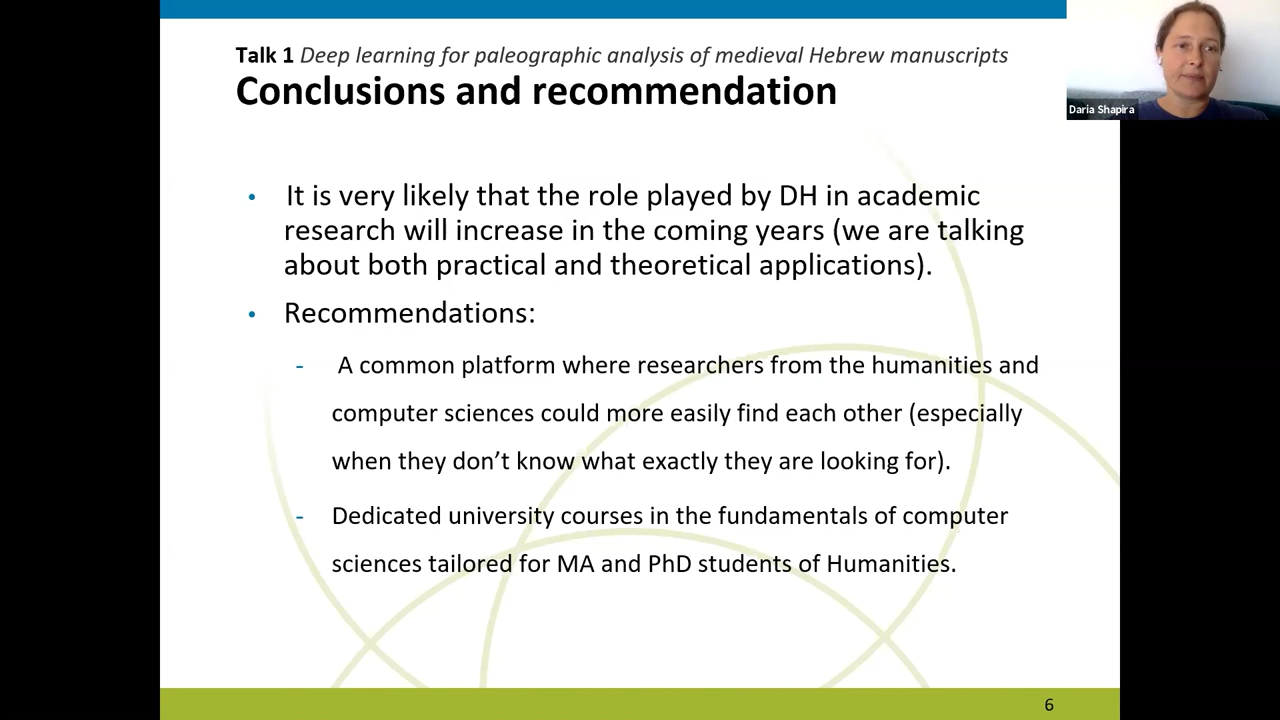 Talk 1 Deep learning for paleographic analysis of medieval Hebrew manuscripts
Conclusions and recommendation
Daria Shapira
• It is very likely that the role played by DH in academic
research will increase in the coming years (we are talking
about both practical and theoretical applications).
• Recommendations:
- A common platform where researchers from the humanities and
computer sciences could more easily find each other (especially
when they don’t know what exactly they are looking for).
- Dedicated university courses in the fundamentals of computer
sciences tailored for MA and PhD students of Humanities.
6